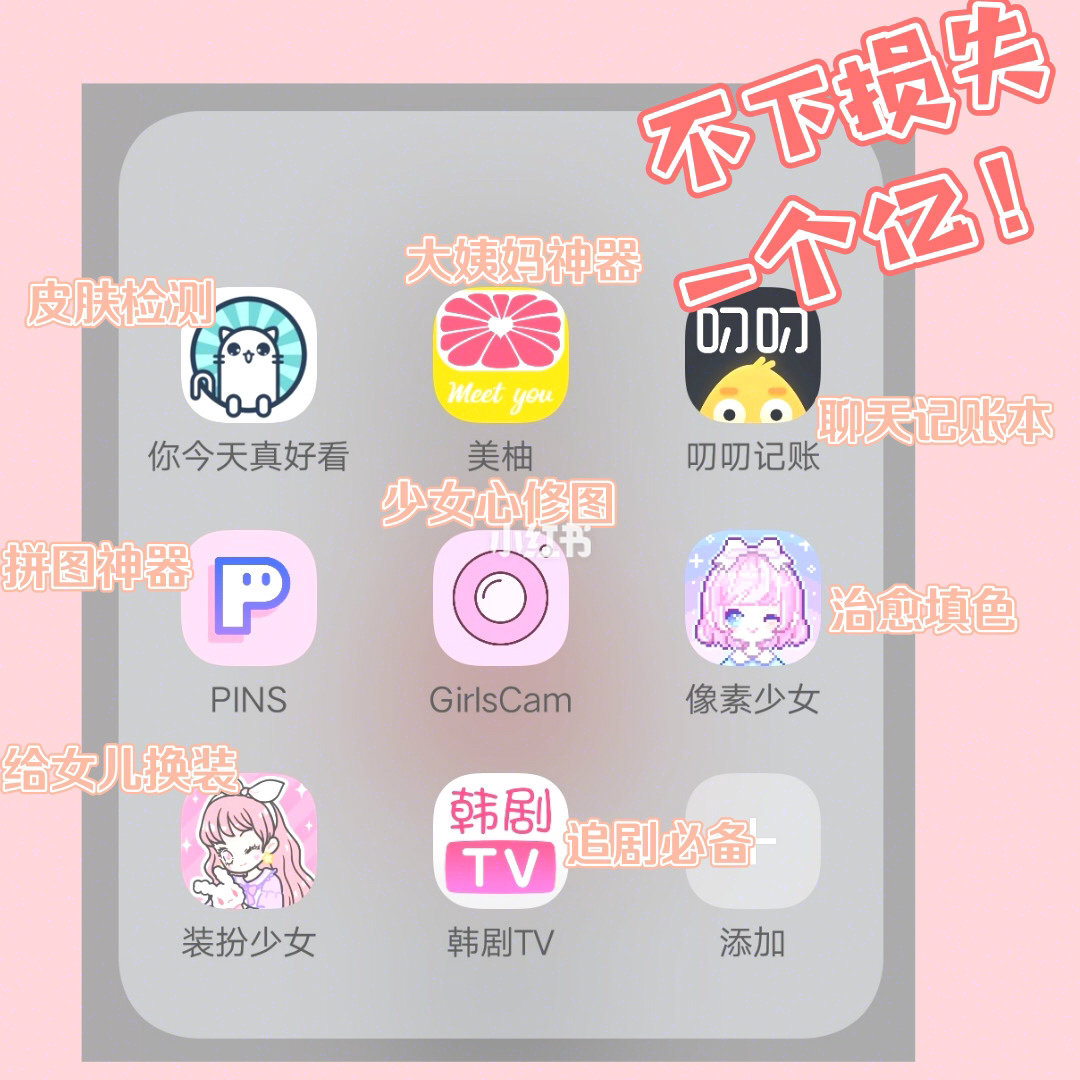 不下损失
一个亿！
大姨妈神器
皮肤检测
Meet you
叨叨
聊天记账本
你今天真好看
美柚
叨叨记账
少女心修图
小红书
拼图神器
P
治愈填色
PINS
GirlsCam
像素少女
给女儿换装
韩剧
TV
追剧必备
装扮少女
韩剧TV
添加